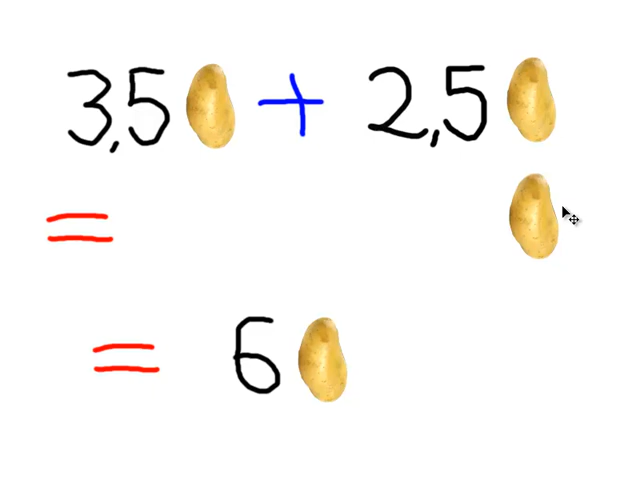 3,5 + 2,5
=
= 6